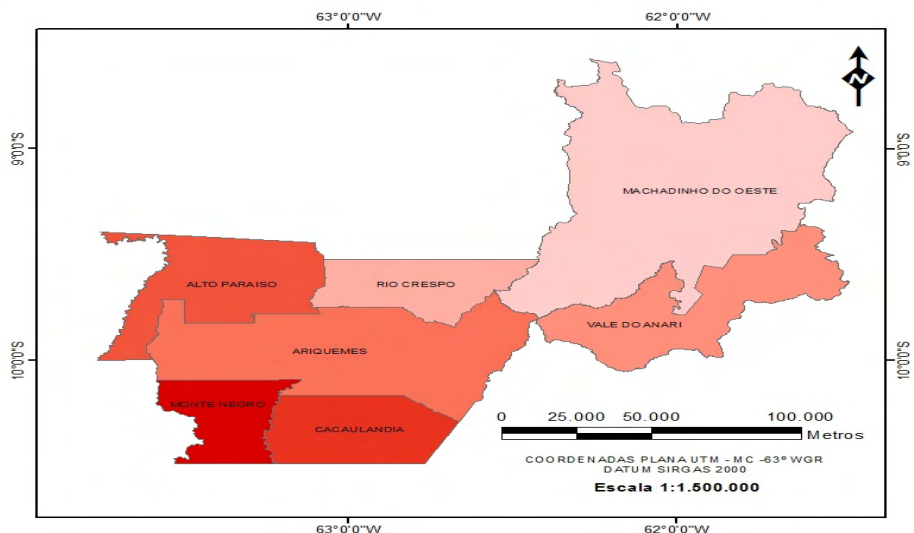 63°0'0"W 62°0'0"W
N
9°0'0"S 9°0'0"S
MACHADINHO DO OESTE
ALTO PARAISO
RIO CRESPO
VALE DO ANARI
ARIQUEMES
10°0'0"S 10°0'0"S
MONTE NEGRO
CACAULANDIA
0 25.000 50.000 100.000
Metros
COORDENADAS PLANA UTM - MC -63º WGR
DATUM SIRGAS 2000
Escala 1:1.500.000
63°0'0"W 62°0'0"W